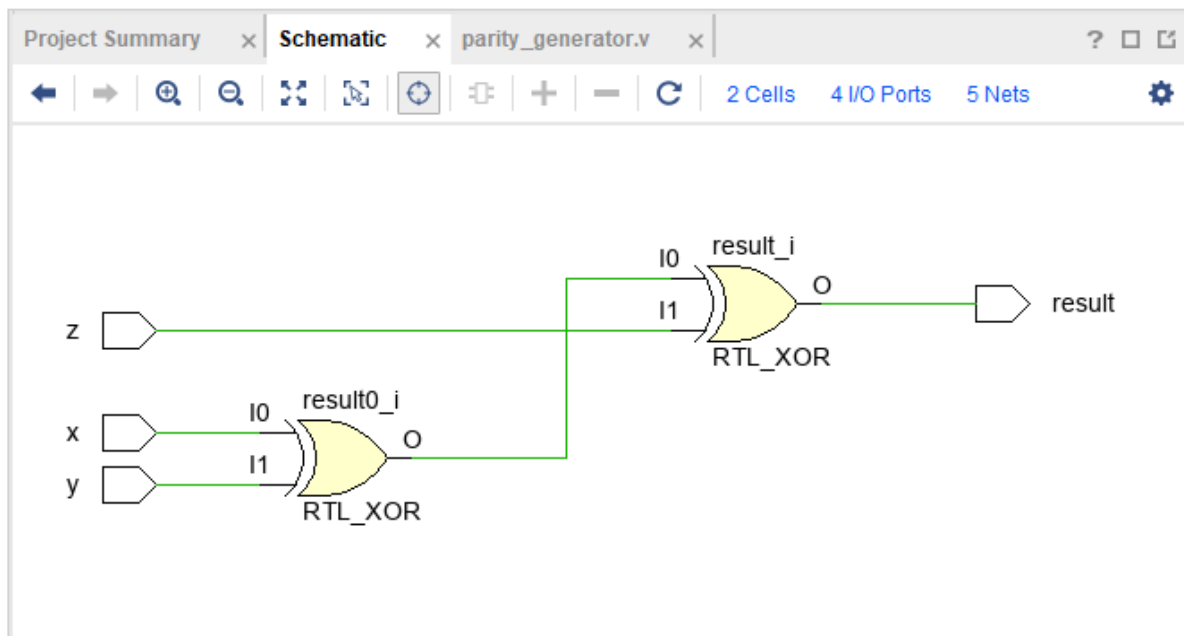 Project Summary × Schematic × parity_generator.v ×
?
2 Cells 4 I/O Ports 5 Nets
result_i
I0
O
I1
z
result
RTL_XOR
result0_i
I0
x
O
I1
y
RTL_XOR